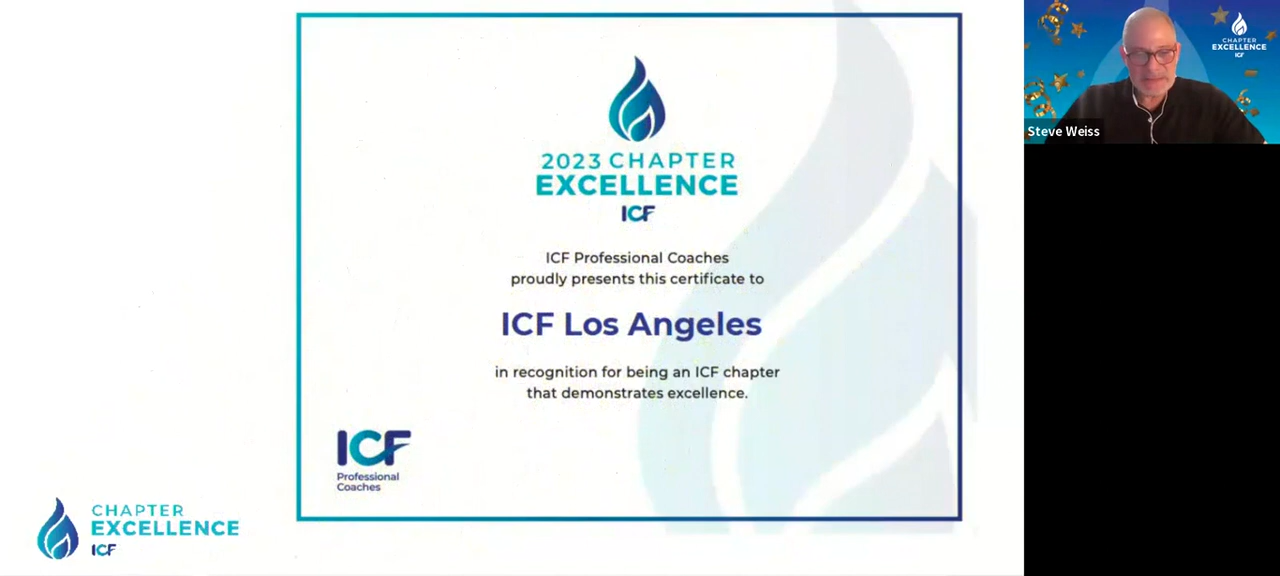 2023 CHAPTER
EXCELLENCE
ICF
ICF Professional Coaches
proudly presents this certificate to
ICF Los Angeles
in recognition for being an ICF chapter
that demonstrates excellence.
ICF
Professional
Coaches
CHAPTER
EXCELLENCE
ICF
CHAPTER
EXCELLENCE
ICF
Steve Weiss